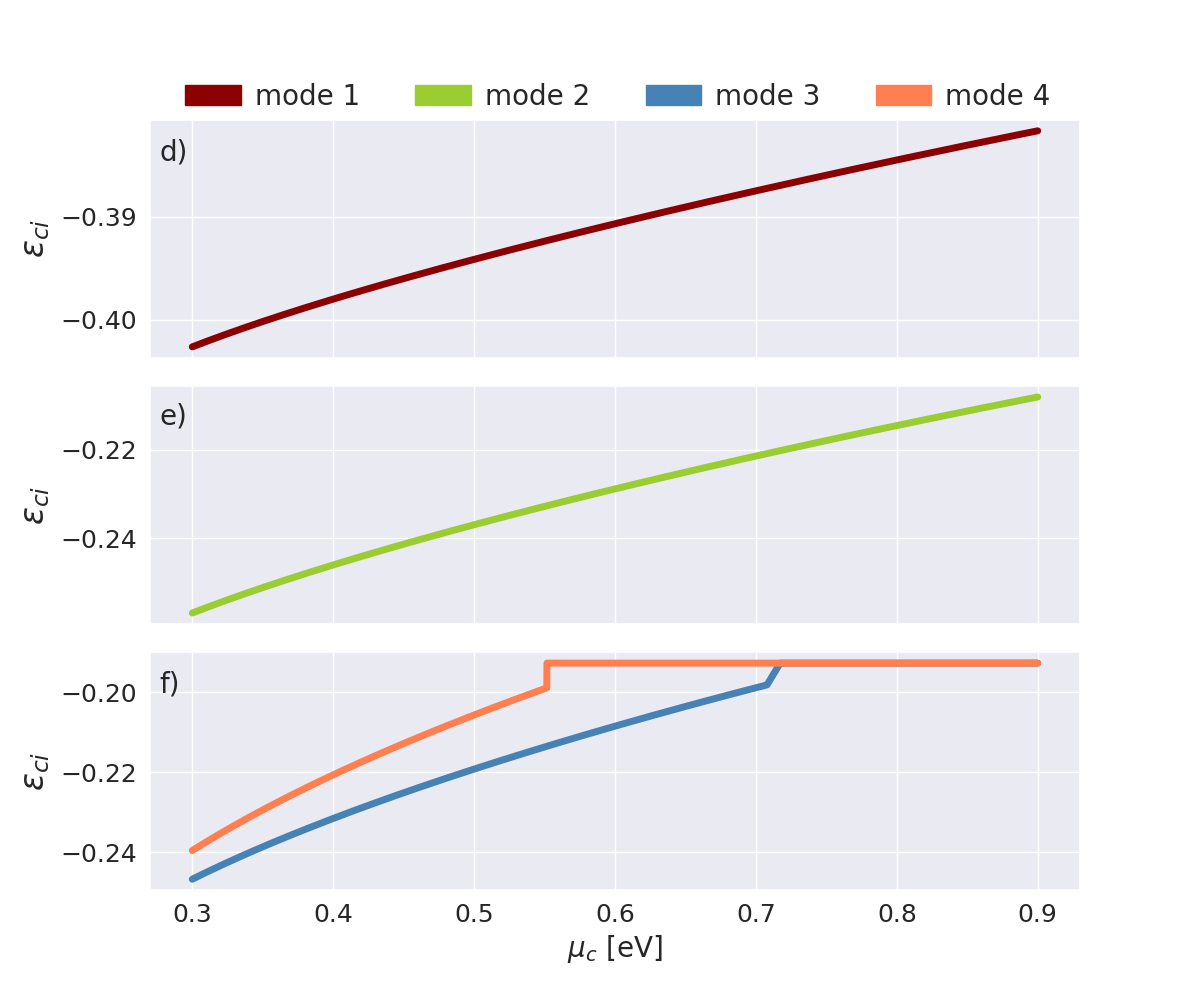 mode 1 mode 2 mode 3 mode 4
d)
−0.39
−0.40
ε_ci
e)
−0.22
−0.24
ε_ci
f)
−0.20
−0.22
−0.24
ε_ci
0.3 0.4 0.5 0.6 0.7 0.8 0.9
μ_c [eV]